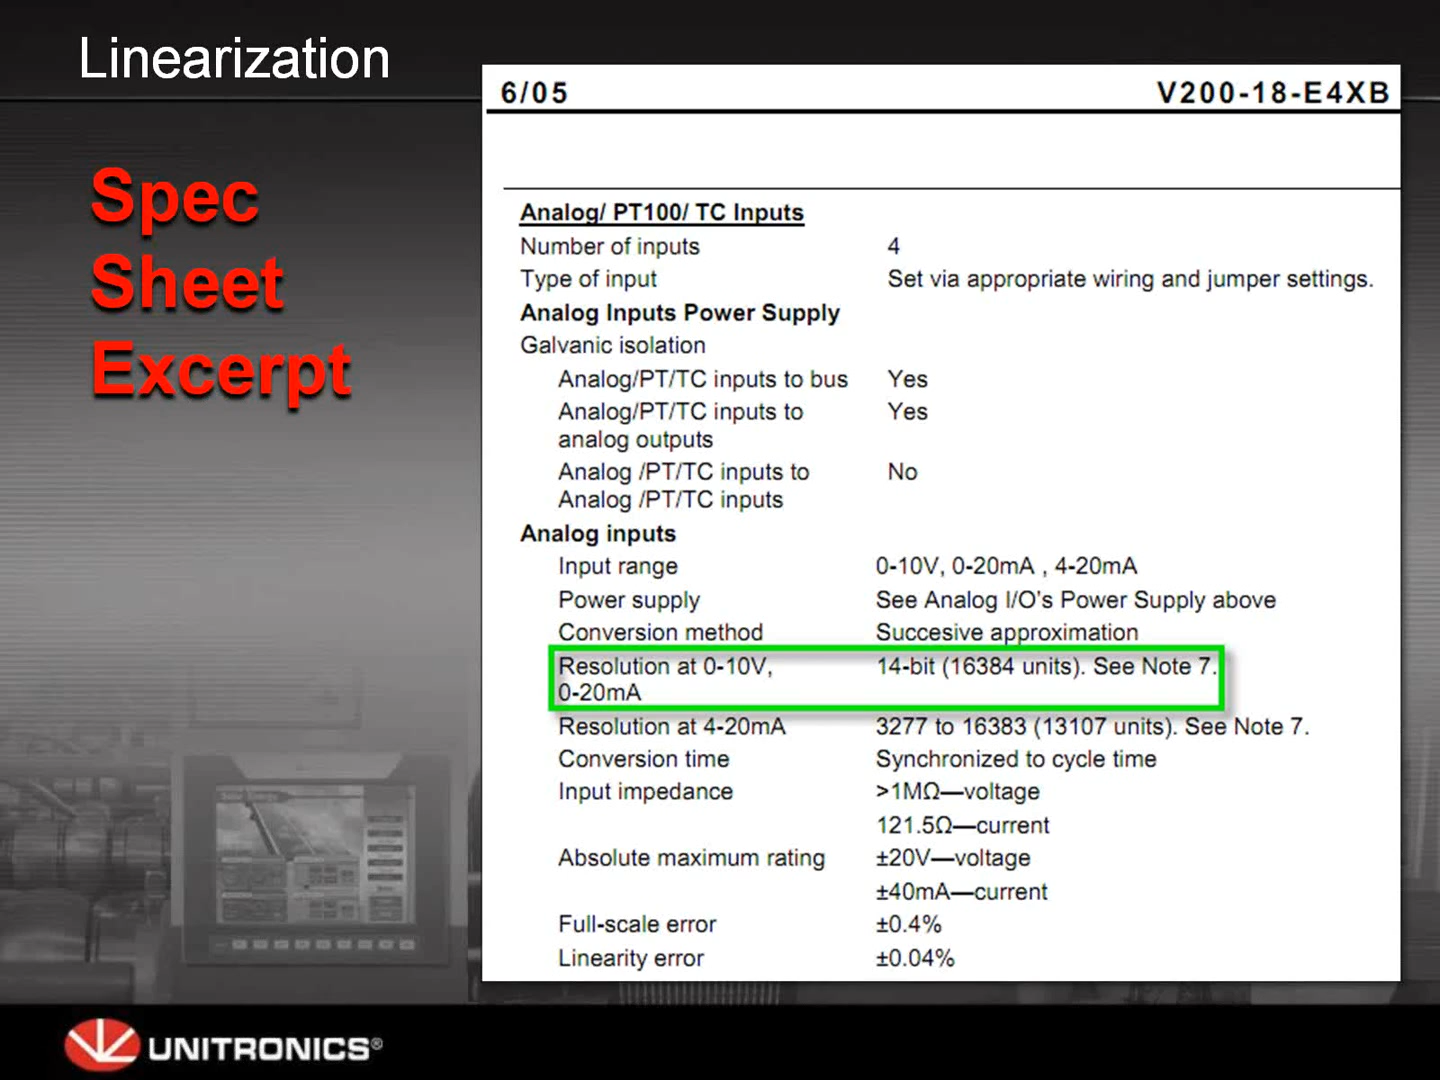 Linearization
Spec
Sheet
Excerpt
6/05 V200-18-E4XB
Analog/ PT100/ TC Inputs
Number of inputs 4
Type of input Set via appropriate wiring and jumper settings.
Analog Inputs Power Supply
Galvanic isolation
Analog/PT/TC inputs to bus Yes
Analog/PT/TC inputs to Yes
analog outputs
Analog /PT/TC inputs to No
Analog /PT/TC inputs
Analog inputs
Input range 0-10V, 0-20mA , 4-20mA
Power supply See Analog I/O's Power Supply above
Conversion method Succesive approximation
Resolution at 0-10V, 14-bit (16384 units). See Note 7.
0-20mA
Resolution at 4-20mA 3277 to 16383 (13107 units). See Note 7.
Conversion time Synchronized to cycle time
Input impedance >1MΩ—voltage
121.5Ω—current
Absolute maximum rating ±20V—voltage
±40mA—current
Full-scale error ±0.4%
Linearity error ±0.04%
UNITRONICS®